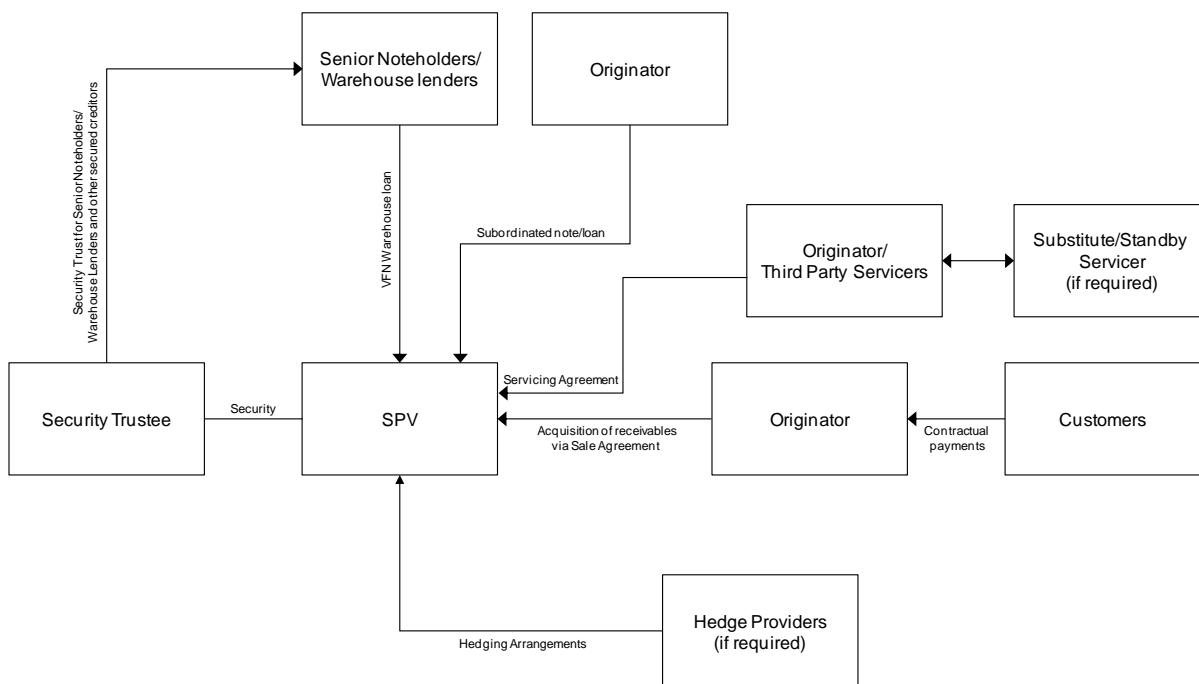 Senior Noteholders/
Warehouse lenders
Originator
Security Trust for Senior Noteholders/
Warehouse Lenders and other secured creditors
VFN Warehouse loan
Subordinated note/loan
Originator/
Third Party Servicers
Substitute/Standby
Servicer
(if required)
Servicing Agreement
Security Trustee
Security
SPV
Acquisition of receivables
via Sale Agreement
Originator
Contractual
payments
Customers
Hedging Arrangements
Hedge Providers
(if required)